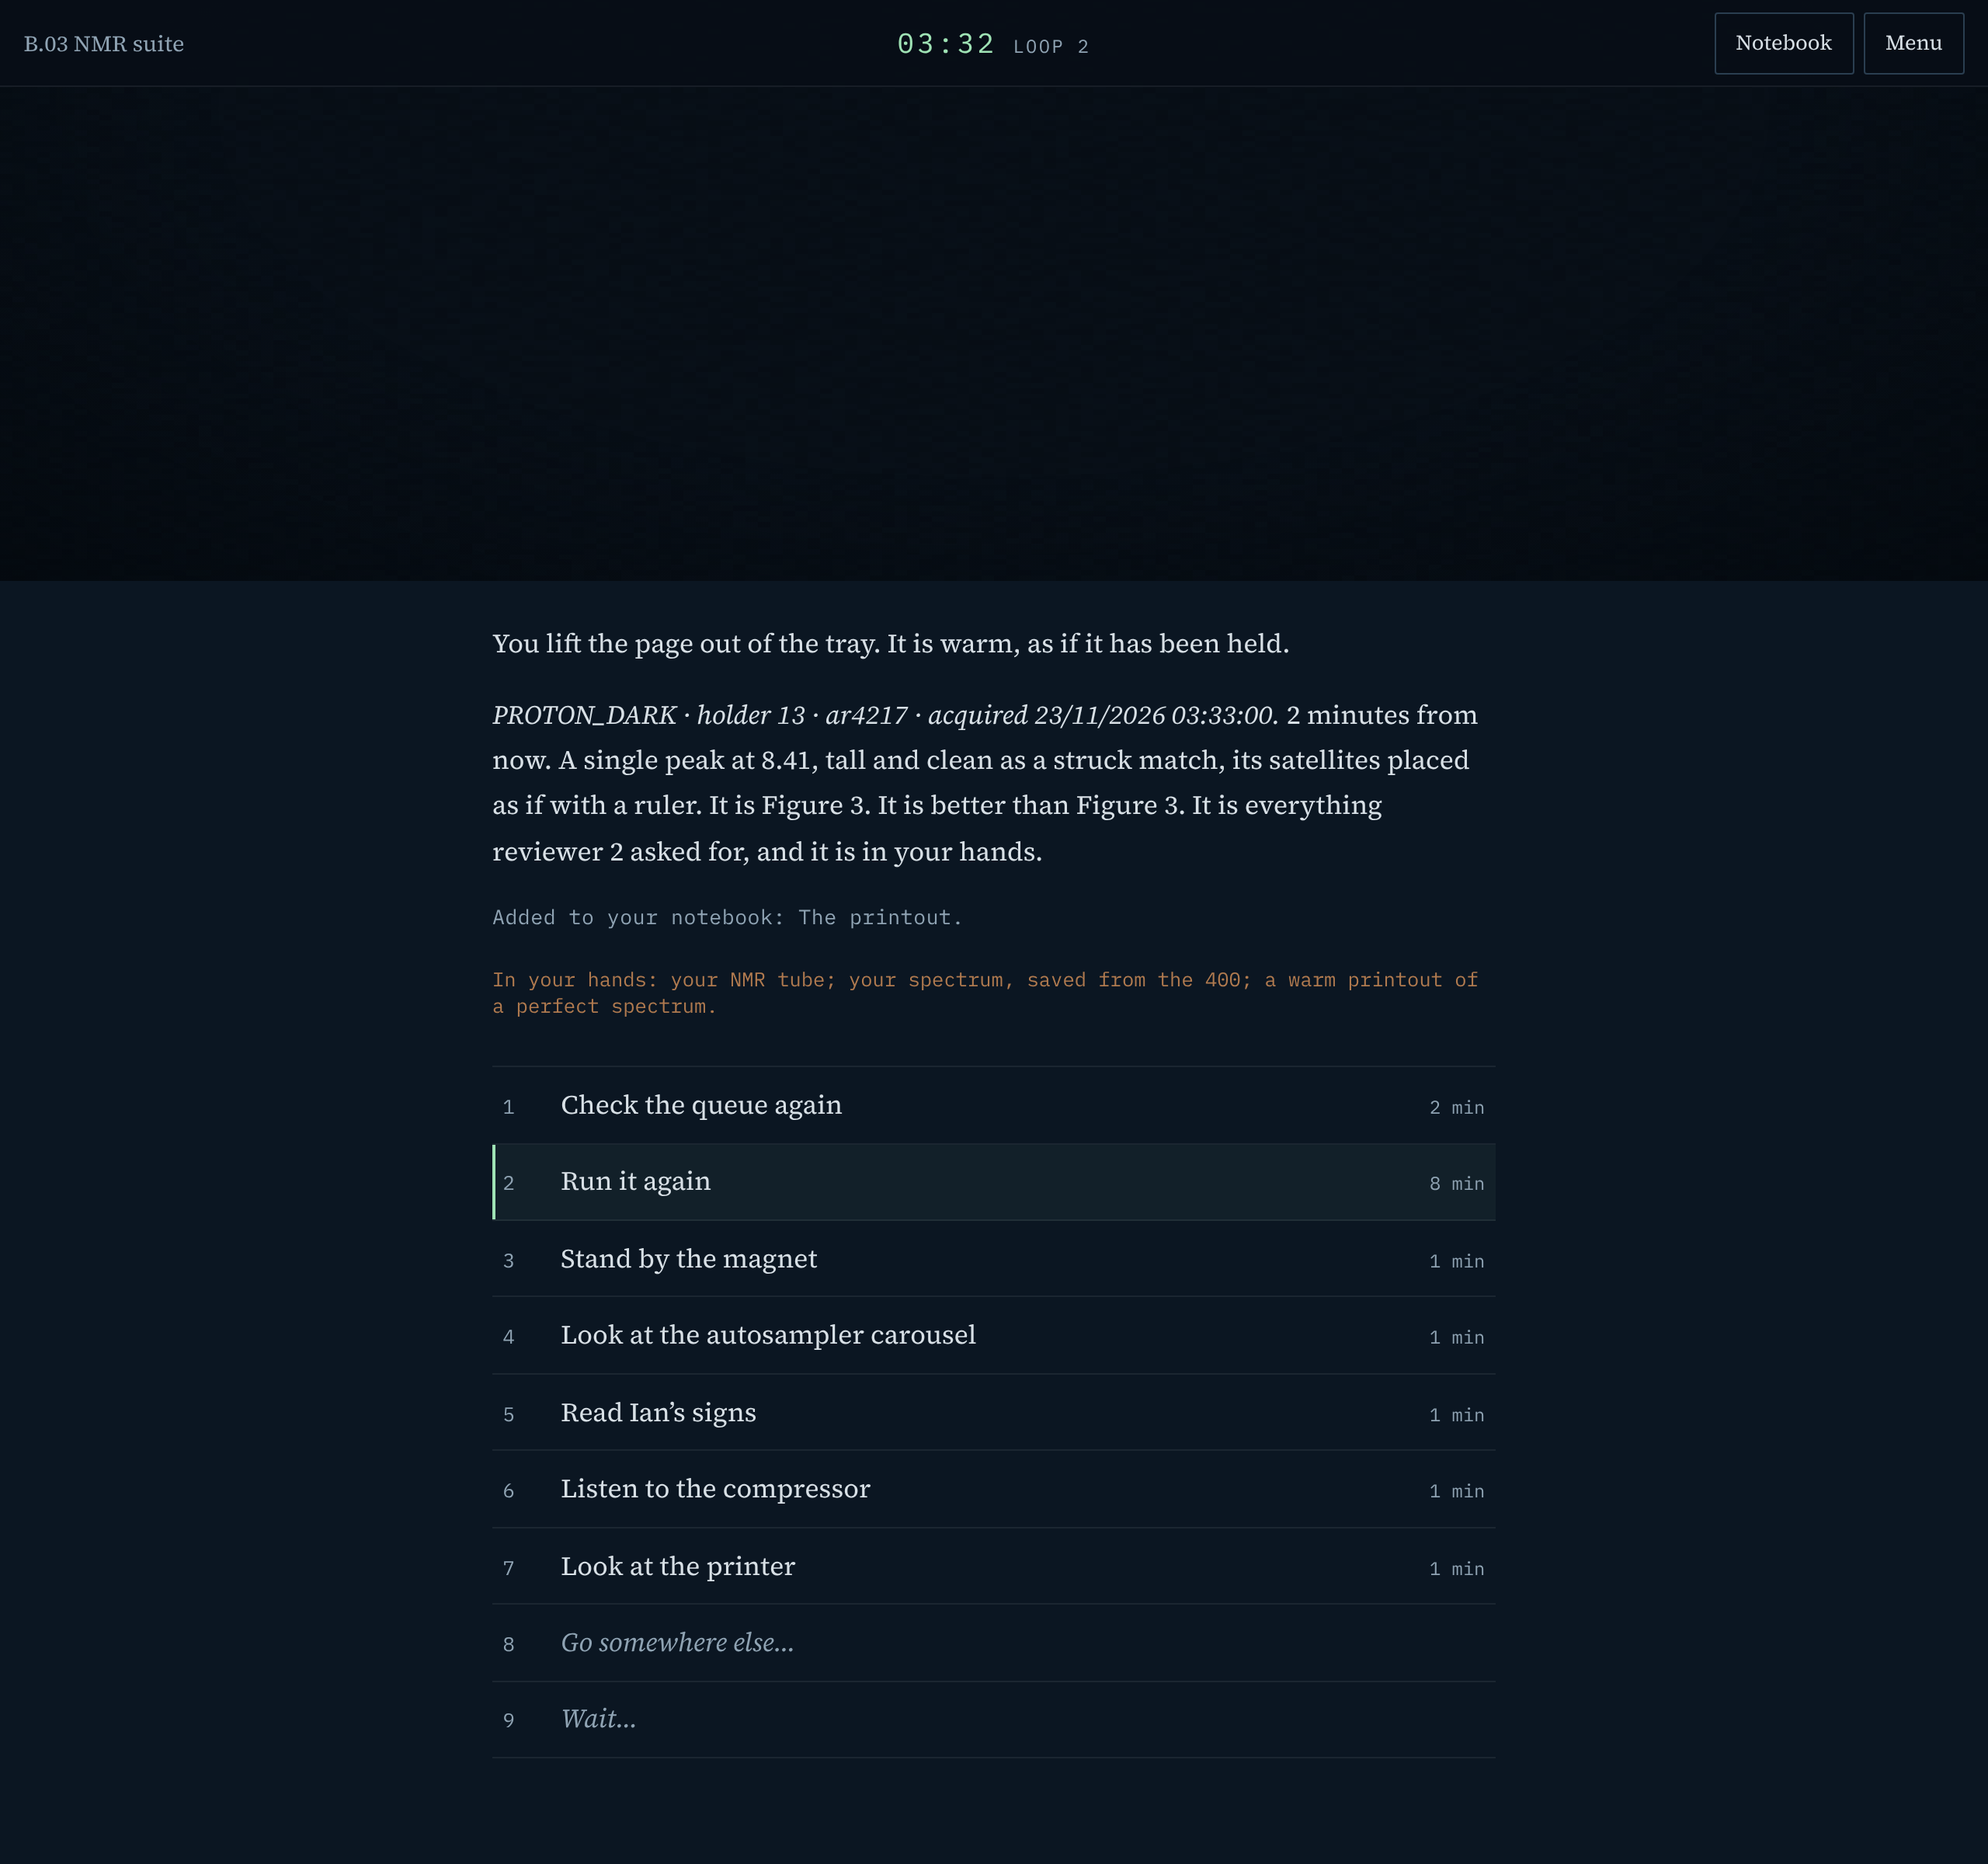 B.03 NMR suite
03:32 LOOP 2
Notebook
Menu
You lift the page out of the tray. It is warm, as if it has been held.
PROTON_DARK · holder 13 · ar4217 · acquired 23/11/2026 03:33:00. 2 minutes from
now. A single peak at 8.41, tall and clean as a struck match, its satellites placed
as if with a ruler. It is Figure 3. It is better than Figure 3. It is everything
reviewer 2 asked for, and it is in your hands.
Added to your notebook: The printout.
In your hands: your NMR tube; your spectrum, saved from the 400; a warm printout of
a perfect spectrum.
1 Check the queue again 2 min
2 Run it again 8 min
3 Stand by the magnet 1 min
4 Look at the autosampler carousel 1 min
5 Read Ian’s signs 1 min
6 Listen to the compressor 1 min
7 Look at the printer 1 min
8 Go somewhere else…
9 Wait…